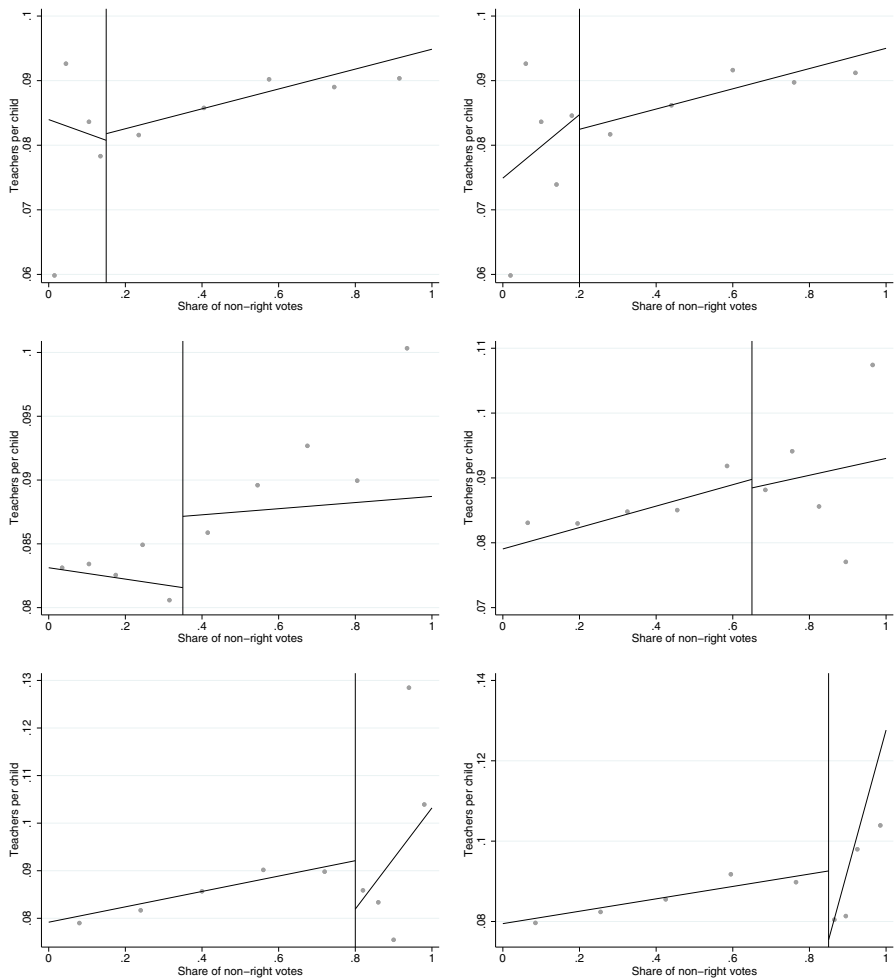 .1
.09
.08
.07
.06
Teachers per child
0 .2 .4 .6 .8 1
Share of non−right votes
.1
.09
.08
.07
.06
Teachers per child
0 .2 .4 .6 .8 1
Share of non−right votes
.1
.095
.09
.085
.08
Teachers per child
0 .2 .4 .6 .8 1
Share of non−right votes
.11
.1
.09
.08
.07
Teachers per child
0 .2 .4 .6 .8 1
Share of non−right votes
.13
.12
.11
.1
.09
.08
Teachers per child
0 .2 .4 .6 .8 1
Share of non−right votes
.14
.12
.1
.08
Teachers per child
0 .2 .4 .6 .8 1
Share of non−right votes